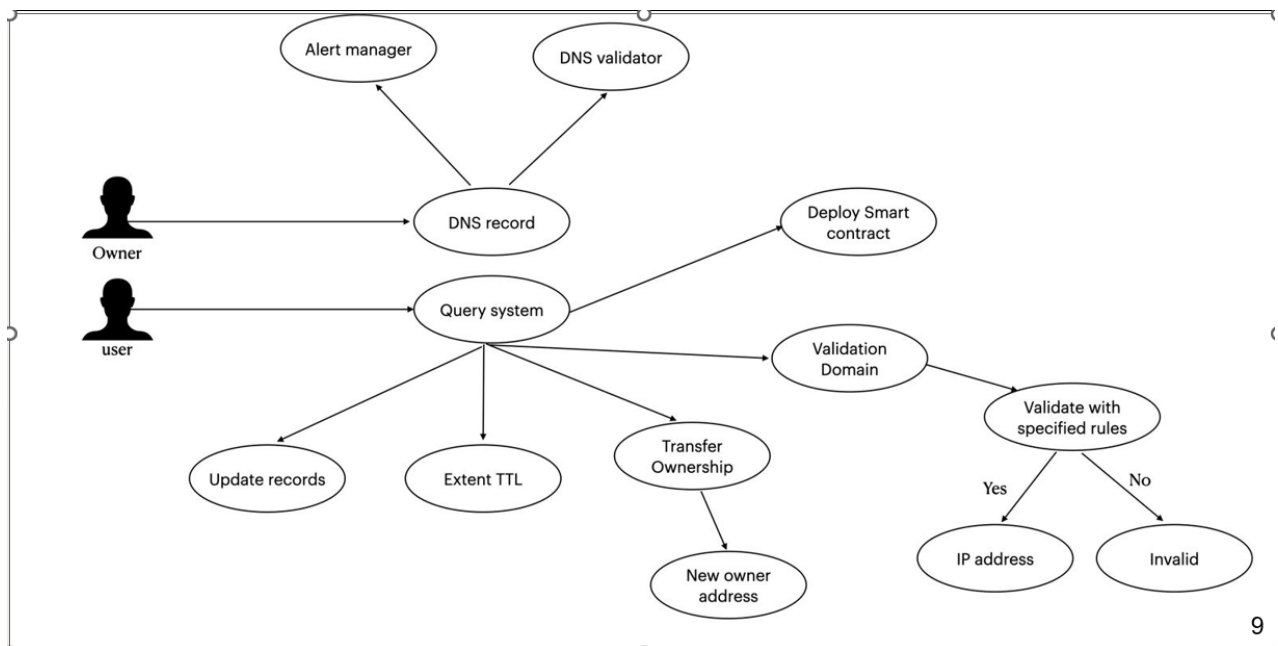 Alert manager
DNS validator
Owner
DNS record
Deploy Smart
contract
user
Query system
Validation
Domain
Validate with
specified rules
Update records
Extent TTL
Transfer
Ownership
Yes
No
New owner
address
IP address
Invalid
9